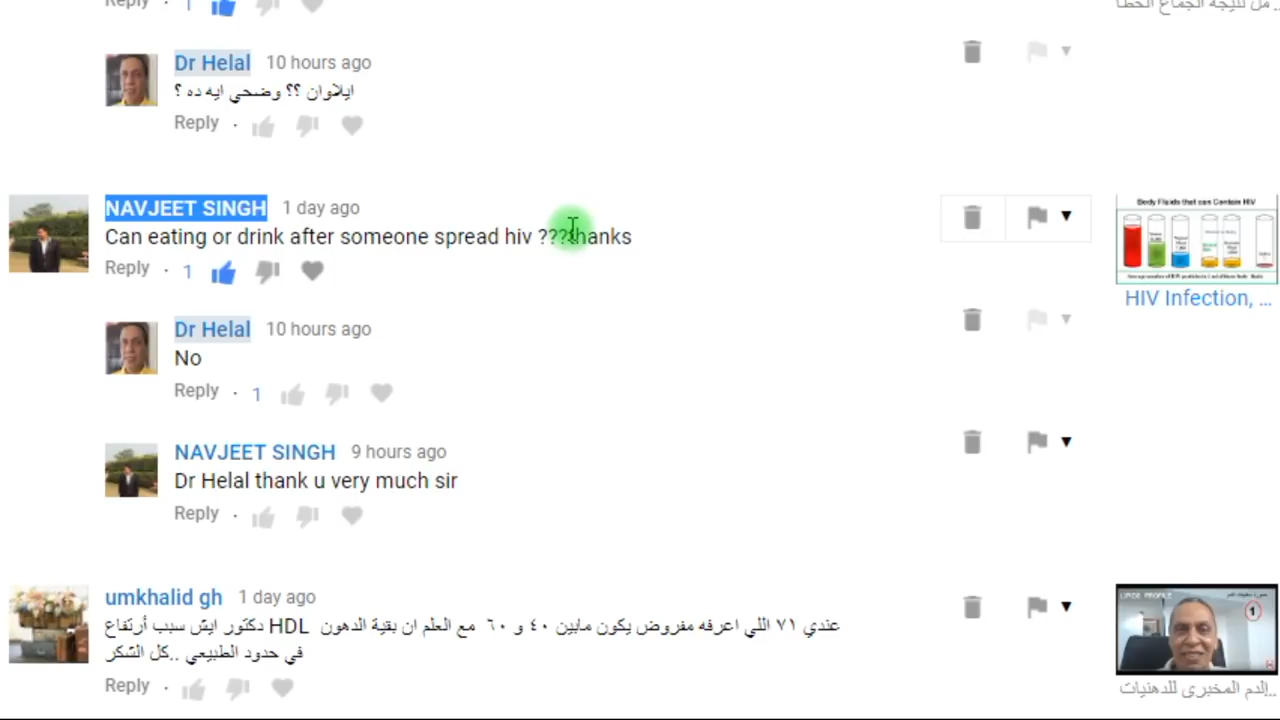 Reply · 1
Dr Helal 10 hours ago
ايلاوان ؟؟ وضحي ايه ده ؟
Reply ·
NAVJEET SINGH 1 day ago
Can eating or drink after someone spread hiv ???thanks
Reply · 1
Body Fluids that can Contain HIV
HIV Infection, ...
Dr Helal 10 hours ago
No
Reply · 1
NAVJEET SINGH 9 hours ago
Dr Helal thank u very much sir
Reply ·
umkhalid gh 1 day ago
عندي ٧١ اللي اعرفه مفروض يكون مابين ٤٠ و ٦٠ مع العلم ان بقية الدهون HDL دكتور ايش سبب أرتفاع
في حدود الطبيعي ..كل الشكر
Reply ·
1
...الدم المخبرى للدهنيات